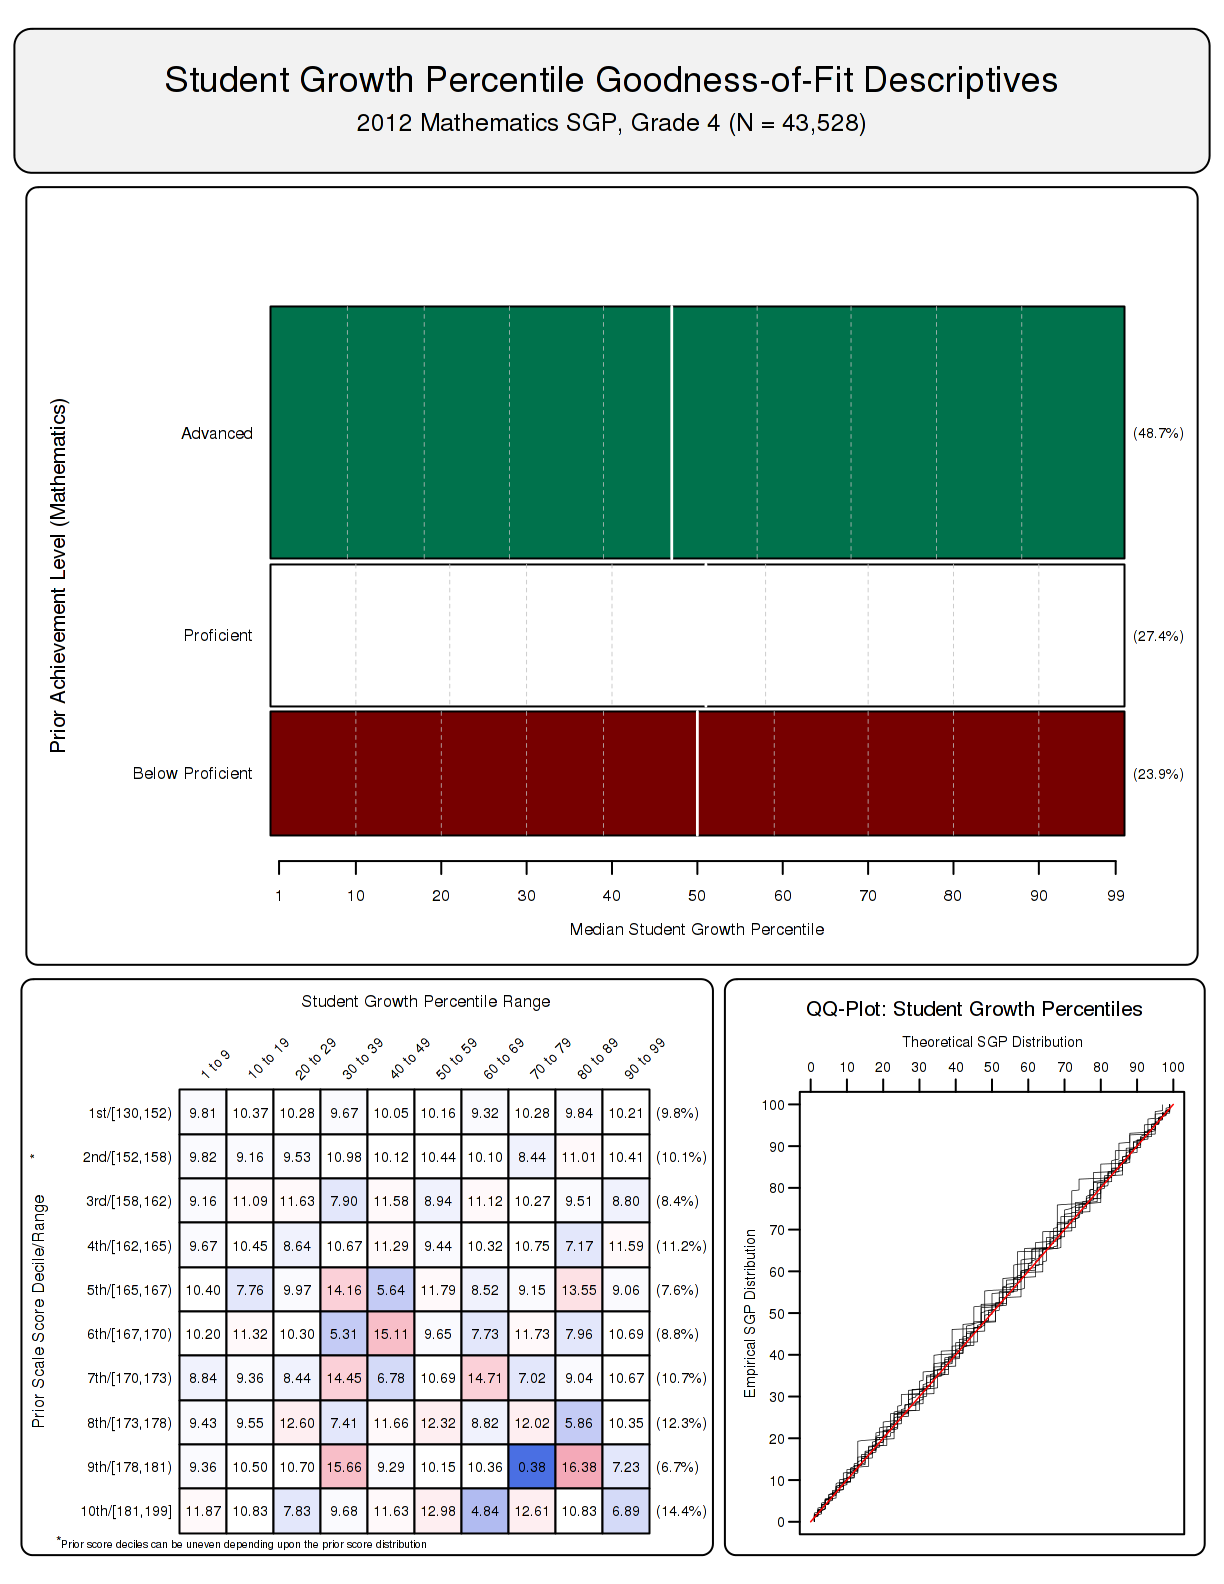 Student Growth Percentile Goodness-of-Fit Descriptives
2012 Mathematics SGP, Grade 4 (N = 43,528)
Prior Achievement Level (Mathematics)
Advanced (48.7%)
Proficient (27.4%)
Below Proficient (23.9%)
1 10 20 30 40 50 60 70 80 90 99
Median Student Growth Percentile
Student Growth Percentile Range
1 to 9 10 to 19 20 to 29 30 to 39 40 to 49 50 to 59 60 to 69 70 to 79 80 to 89 90 to 99
Prior Scale Score Decile/Range *
1st/[130,152) 9.81 10.37 10.28 9.67 10.05 10.16 9.32 10.28 9.84 10.21 (9.8%)
2nd/[152,158) 9.82 9.16 9.53 10.98 10.12 10.44 10.10 8.44 11.01 10.41 (10.1%)
3rd/[158,162) 9.16 11.09 11.63 7.90 11.58 8.94 11.12 10.27 9.51 8.80 (8.4%)
4th/[162,165) 9.67 10.45 8.64 10.67 11.29 9.44 10.32 10.75 7.17 11.59 (11.2%)
5th/[165,167) 10.40 7.76 9.97 14.16 5.64 11.79 8.52 9.15 13.55 9.06 (7.6%)
6th/[167,170) 10.20 11.32 10.30 5.31 15.11 9.65 7.73 11.73 7.96 10.69 (8.8%)
7th/[170,173) 8.84 9.36 8.44 14.45 6.78 10.69 14.71 7.02 9.04 10.67 (10.7%)
8th/[173,178) 9.43 9.55 12.60 7.41 11.66 12.32 8.82 12.02 5.86 10.35 (12.3%)
9th/[178,181) 9.36 10.50 10.70 15.66 9.29 10.15 10.36 0.38 16.38 7.23 (6.7%)
10th/[181,199] 11.87 10.83 7.83 9.68 11.63 12.98 4.84 12.61 10.83 6.89 (14.4%)
*Prior score deciles can be uneven depending upon the prior score distribution
QQ-Plot: Student Growth Percentiles
Theoretical SGP Distribution
0 10 20 30 40 50 60 70 80 90 100
Empirical SGP Distribution
100
90
80
70
60
50
40
30
20
10
0